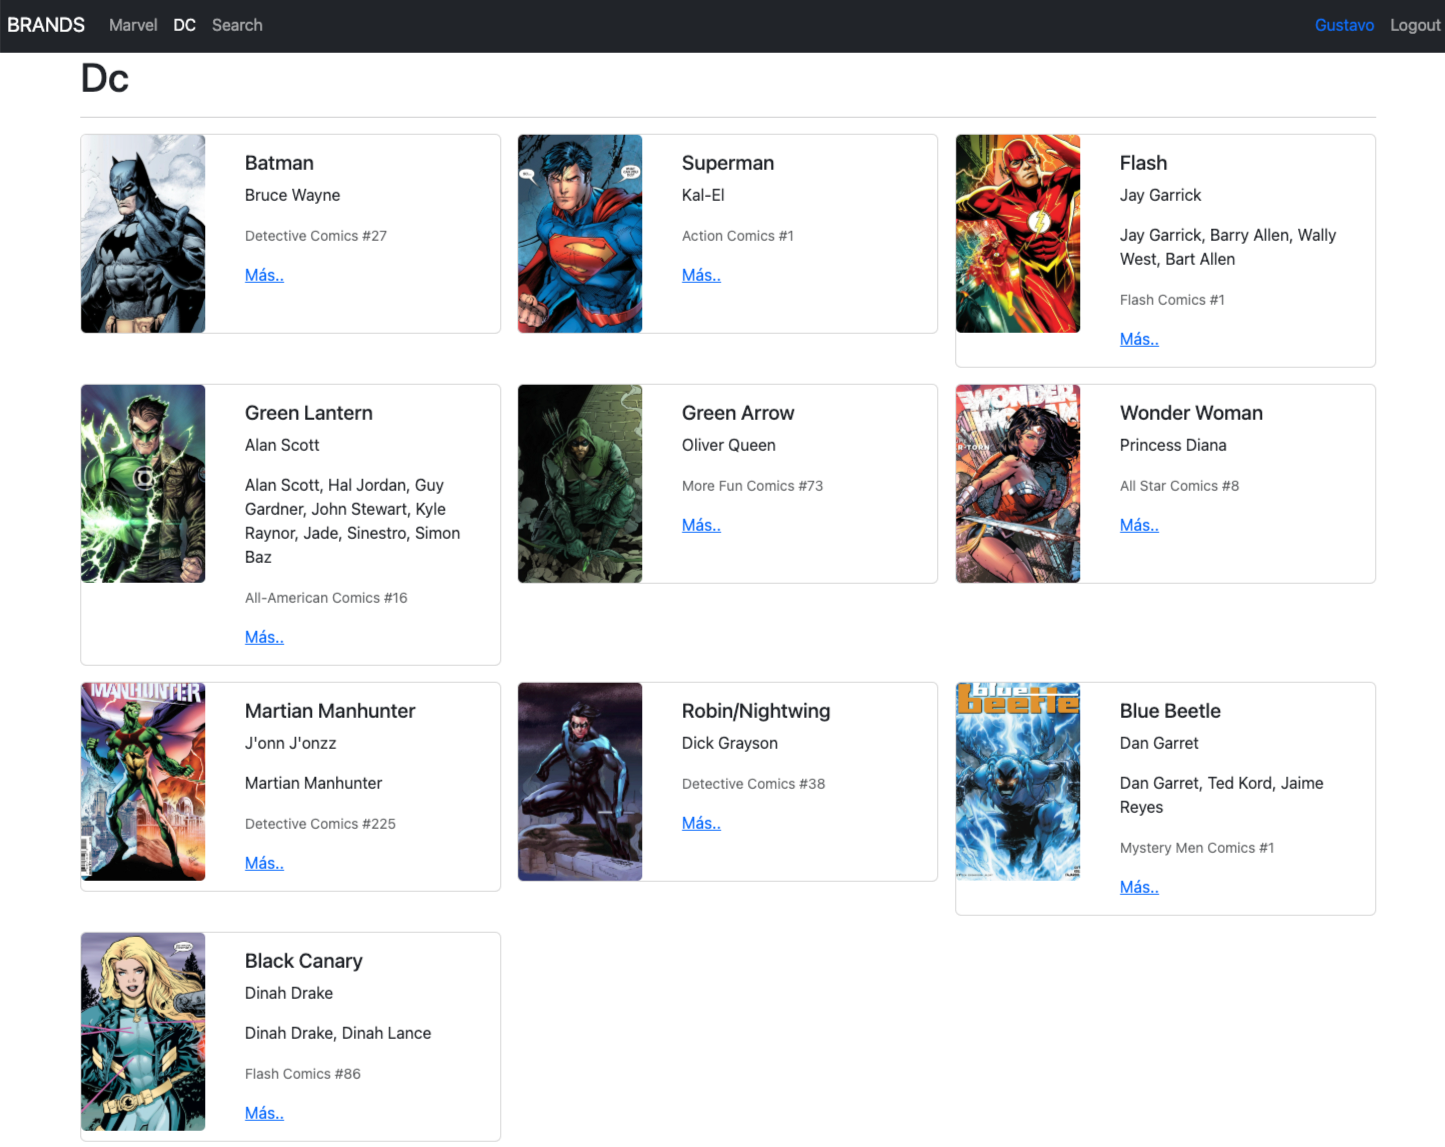 BRANDS Marvel DC Search Gustavo Logout
Dc
Batman
Bruce Wayne
Detective Comics #27
Más..
Superman
Kal-El
Action Comics #1
Más..
Flash
Jay Garrick
Jay Garrick, Barry Allen, Wally
West, Bart Allen
Flash Comics #1
Más..
Green Lantern
Alan Scott
Alan Scott, Hal Jordan, Guy
Gardner, John Stewart, Kyle
Raynor, Jade, Sinestro, Simon
Baz
All-American Comics #16
Más..
Green Arrow
Oliver Queen
More Fun Comics #73
Más..
WONDER
Wonder Woman
Princess Diana
All Star Comics #8
Más..
MANHUNTER
Martian Manhunter
J'onn J'onzz
Martian Manhunter
Detective Comics #225
Más..
Robin/Nightwing
Dick Grayson
Detective Comics #38
Más..
blue
beetle
Blue Beetle
Dan Garret
Dan Garret, Ted Kord, Jaime
Reyes
Mystery Men Comics #1
Más..
Black Canary
Dinah Drake
Dinah Drake, Dinah Lance
Flash Comics #86
Más..